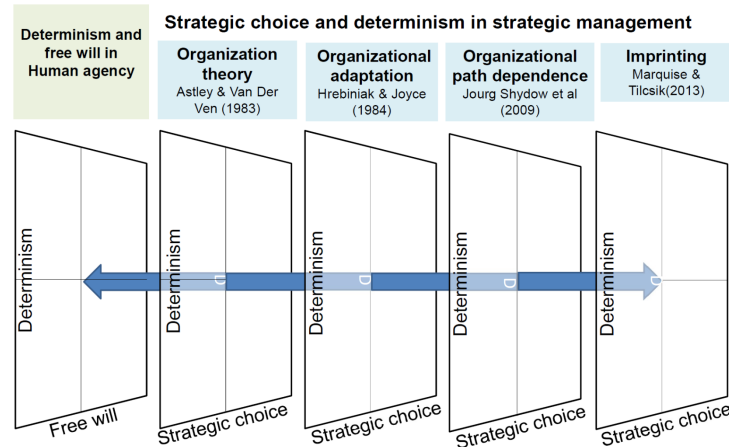 Strategic choice and determinism in strategic management
Determinism and
free will in
Human agency
Organization
theory
Astley & Van Der
Ven (1983)
Organizational
adaptation
Hrebiniak & Joyce
(1984)
Organizational
path dependence
Jourg Shydow et al
(2009)
Imprinting
Marquise &
Tilcsik(2013)
Determinism
Free will
Determinism
D
Strategic choice
Determinism
D
Strategic choice
Determinism
D
Strategic choice
Determinism
D
Strategic choice